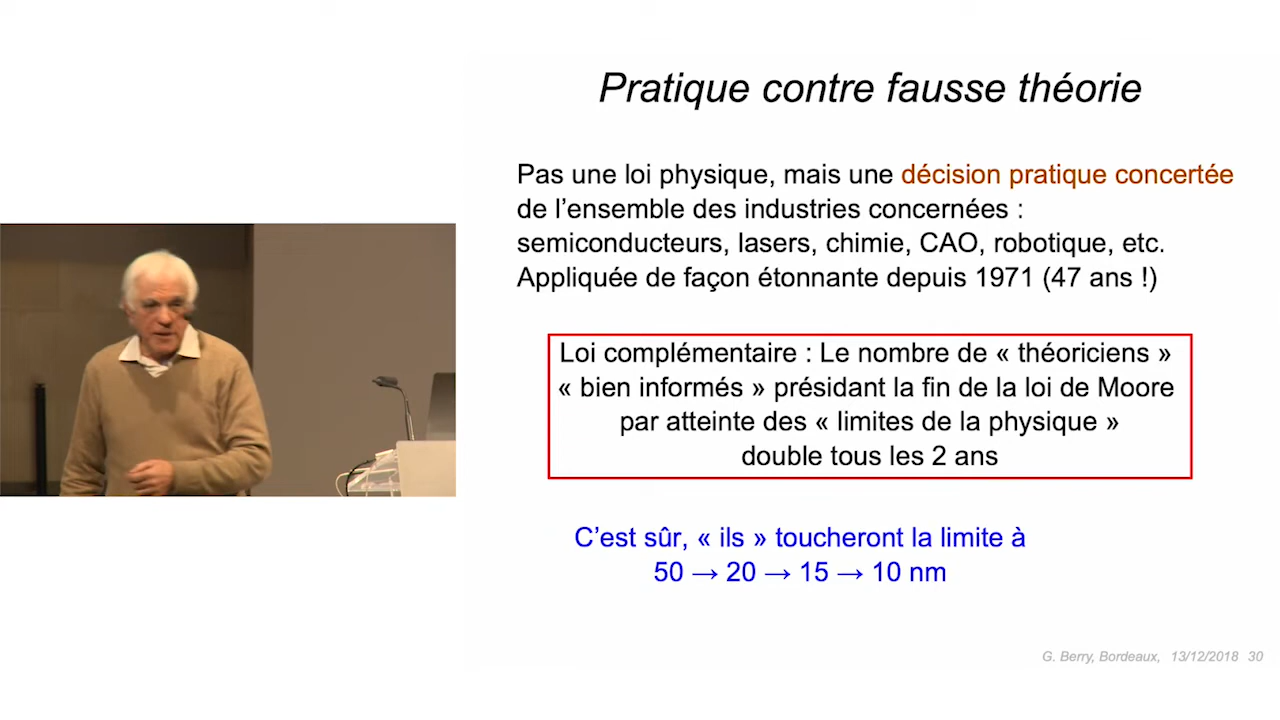 Pratique contre fausse théorie
Pas une loi physique, mais une décision pratique concertée
de l’ensemble des industries concernées :
semiconducteurs, lasers, chimie, CAO, robotique, etc.
Appliquée de façon étonnante depuis 1971 (47 ans !)
Loi complémentaire : Le nombre de « théoriciens »
« bien informés » présidant la fin de la loi de Moore
par atteinte des « limites de la physique »
double tous les 2 ans
C’est sûr, « ils » toucheront la limite à
50 → 20 → 15 → 10 nm
G. Berry, Bordeaux, 13/12/2018 30